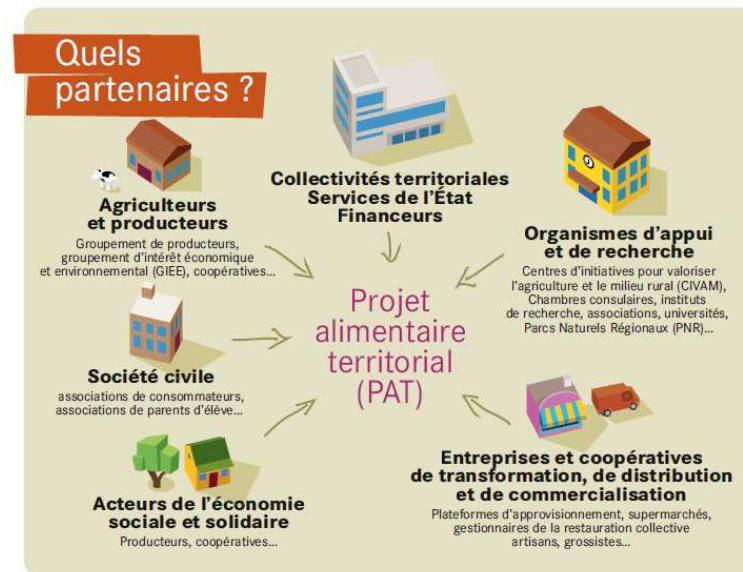 Quels
partenaires ?
Collectivités territoriales
Services de l'État
Financeurs
Agriculteurs
et producteurs
Groupement de producteurs,
groupement d'intérêt économique
et environnemental (GIEE), coopératives...
Organismes d'appui
et de recherche
Centres d'initiatives pour valoriser
l'agriculture et le milieu rural (CIVAM),
Chambres consulaires, instituts
de recherche, associations, universités,
Parcs Naturels Régionaux (PNR)...
Projet
alimentaire
territorial
(PAT)
Société civile
associations de consommateurs,
associations de parents d'élève...
Acteurs de l'économie
sociale et solidaire
Producteurs, coopératives...
Entreprises et coopératives
de transformation, de distribution
et de commercialisation
Plateformes d'approvisionnement, supermarchés,
gestionnaires de la restauration collective
artisans, grossistes...